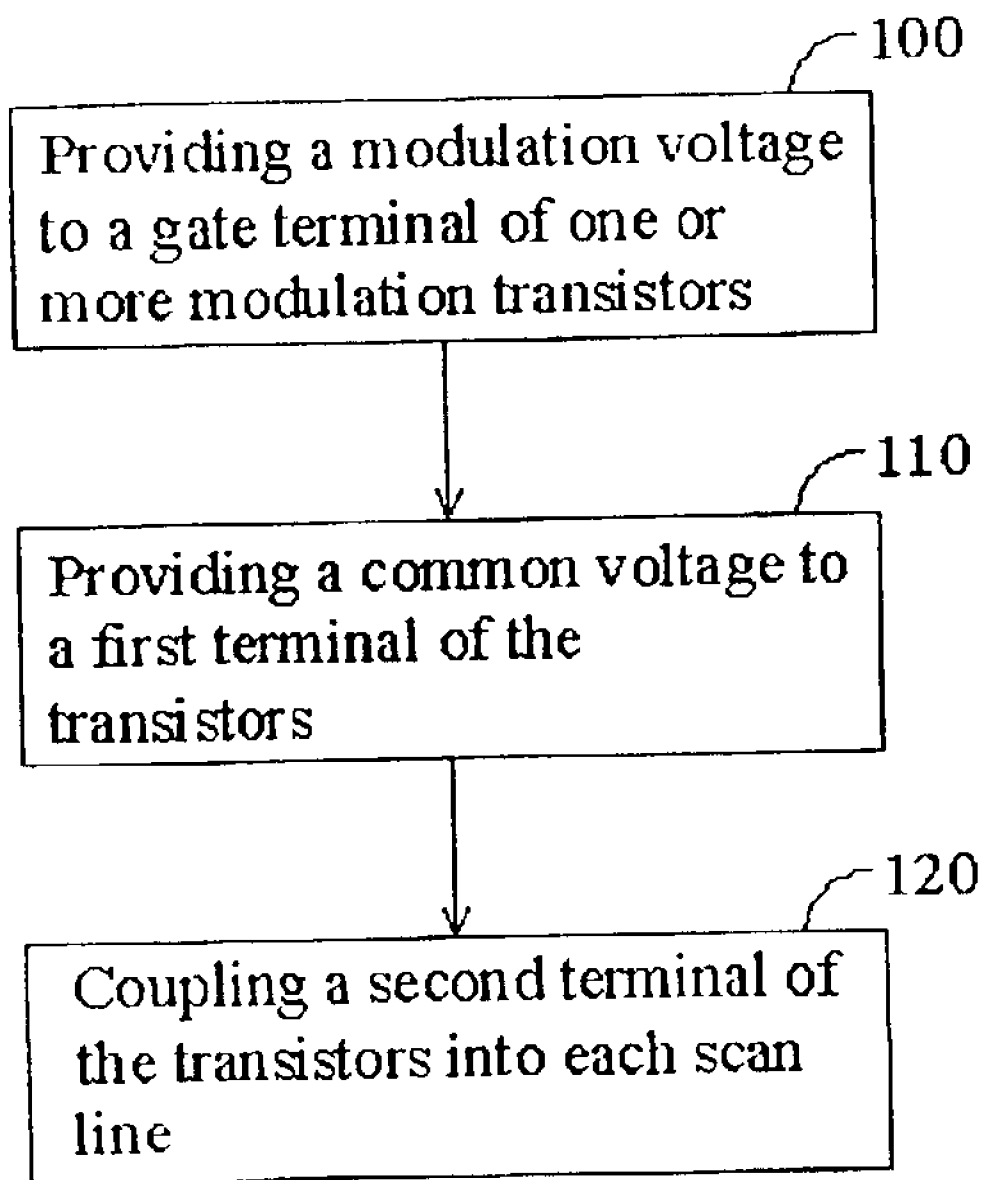 100
Providing a modulation voltage
to a gate terminal of one or
more modulation transistors
110
Providing a common voltage to
a first terminal of the
transistors
120
Coupling a second terminal of
the transistors into each scan
line